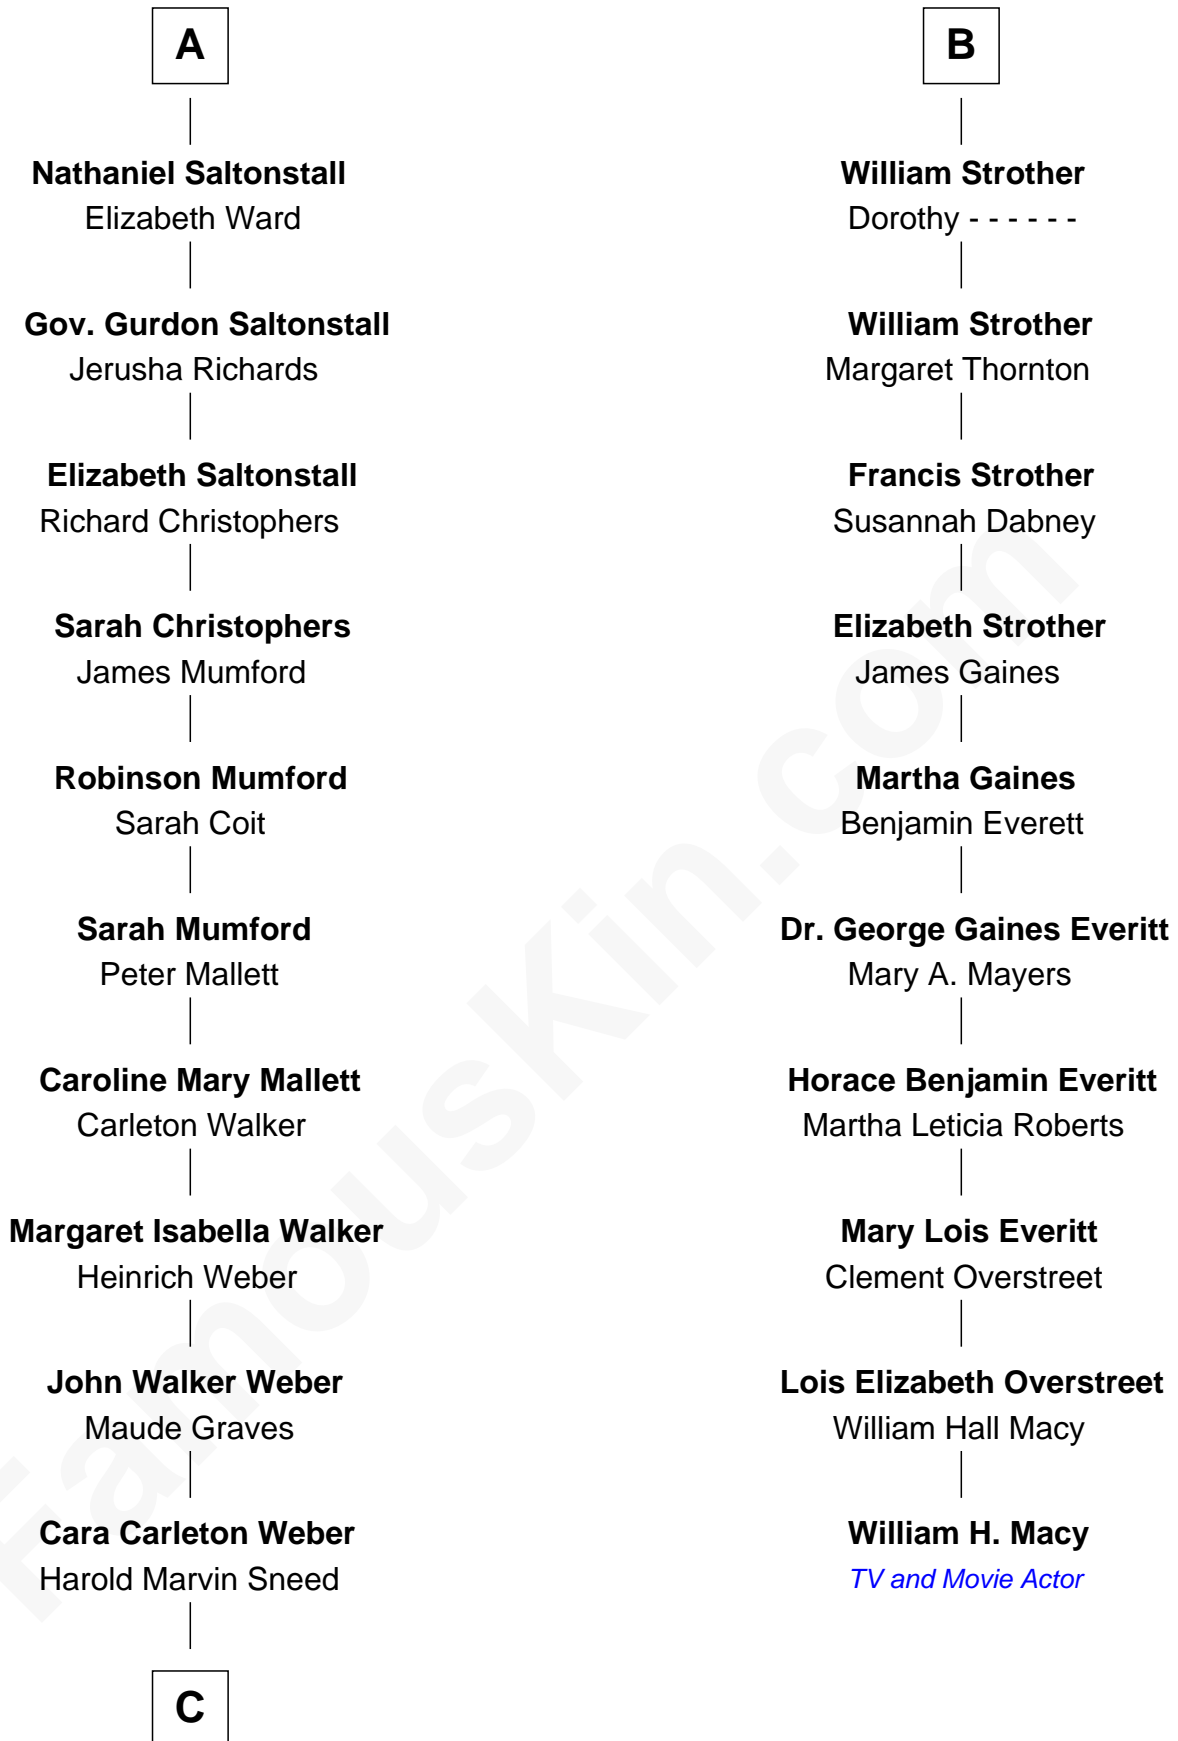 A
Nathaniel Saltonstall
Elizabeth Ward
Gov. Gurdon Saltonstall
Jerusha Richards
Elizabeth Saltonstall
Richard Christophers
Sarah Christophers
James Mumford
Robinson Mumford
Sarah Coit
Sarah Mumford
Peter Mallett
Caroline Mary Mallett
Carleton Walker
Margaret Isabella Walker
Heinrich Weber
John Walker Weber
Maude Graves
Cara Carleton Weber
Harold Marvin Sneed
C
B
William Strother
Dorothy - - - - - -
William Strother
Margaret Thornton
Francis Strother
Susannah Dabney
Elizabeth Strother
James Gaines
Martha Gaines
Benjamin Everett
Dr. George Gaines Everitt
Mary A. Mayers
Horace Benjamin Everitt
Martha Leticia Roberts
Mary Lois Everitt
Clement Overstreet
Lois Elizabeth Overstreet
William Hall Macy
William H. Macy
TV and Movie Actor
FamousKin.com